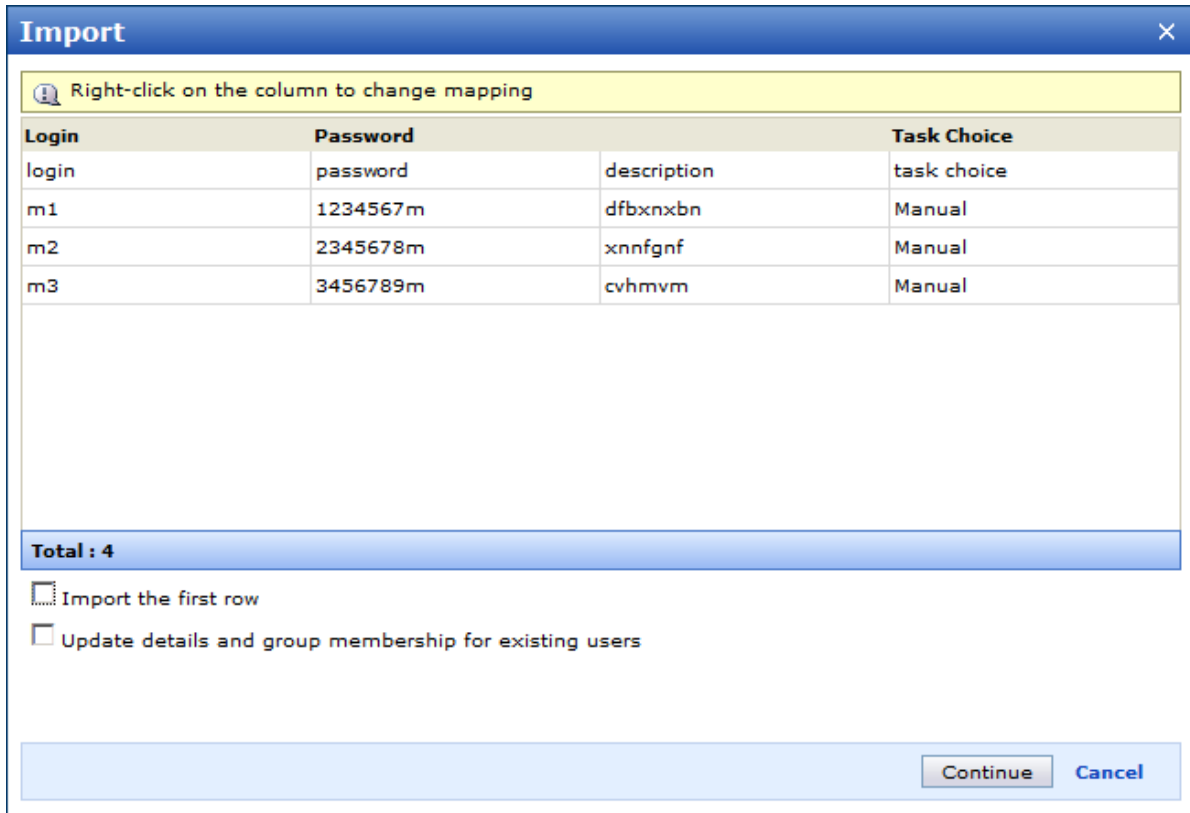 Import
Right-click on the column to change mapping
Login Password Task Choice
login password description task choice
m1 1234567m dfbxnxbn Manual
m2 2345678m xnnfgnf Manual
m3 3456789m cvhmvm Manual
Total : 4
Import the first row
Update details and group membership for existing users
Continue Cancel